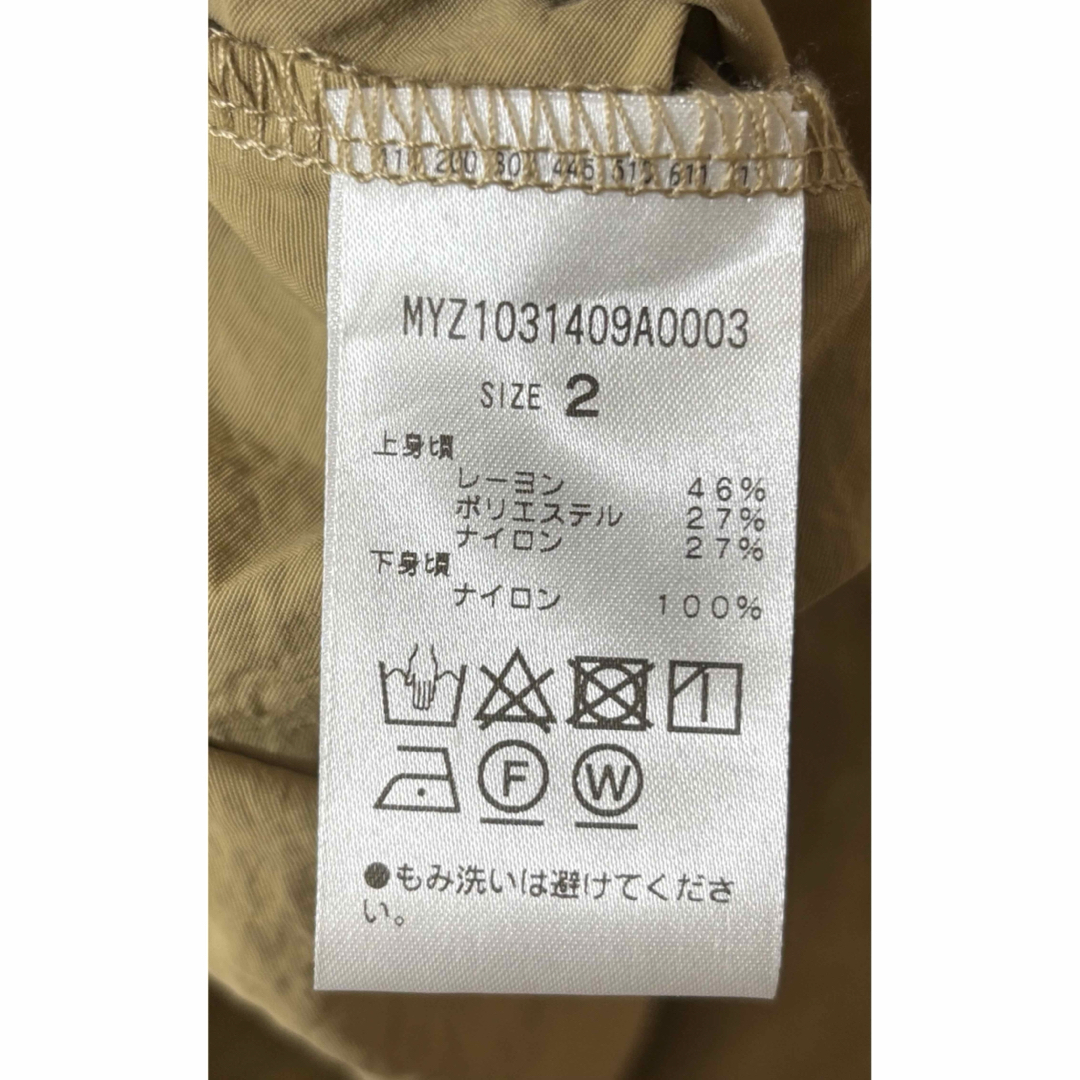 MYZ1031409A0003
SIZE 2
上身頃
レーヨン 46%
ポリエステル 27%
ナイロン 27%
下身頃
ナイロン 100%
F W
●もみ洗いは避けてくださ
い。